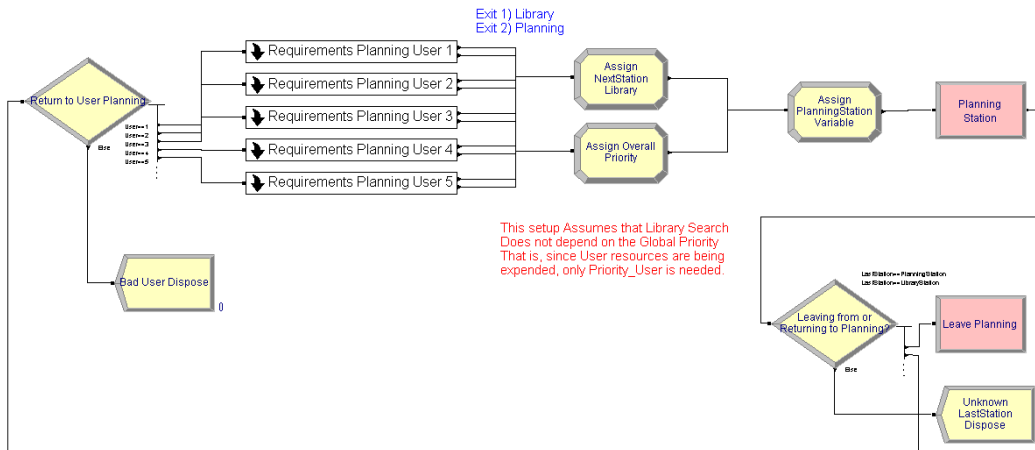 Exit 1) Library
Exit 2) Planning
Return to User Planning
User==1
User==2
User==3
User==4
User==5
Else
Requirements Planning User 1
Requirements Planning User 2
Requirements Planning User 3
Requirements Planning User 4
Requirements Planning User 5
Assign
NextStation
Library
Assign Overall
Priority
Assign
PlanningStation
Variable
Planning
Station
Bad User Dispose
0
This setup Assumes that Library Search
Does not depend on the Global Priority
That is, since User resources are being
expended, only Priority_User is needed.
LastStation==PlanningStation
LastStation==LibraryStation
Leaving from or
Returning to Planning?
Else
Leave Planning
Unknown
LastStation
Dispose